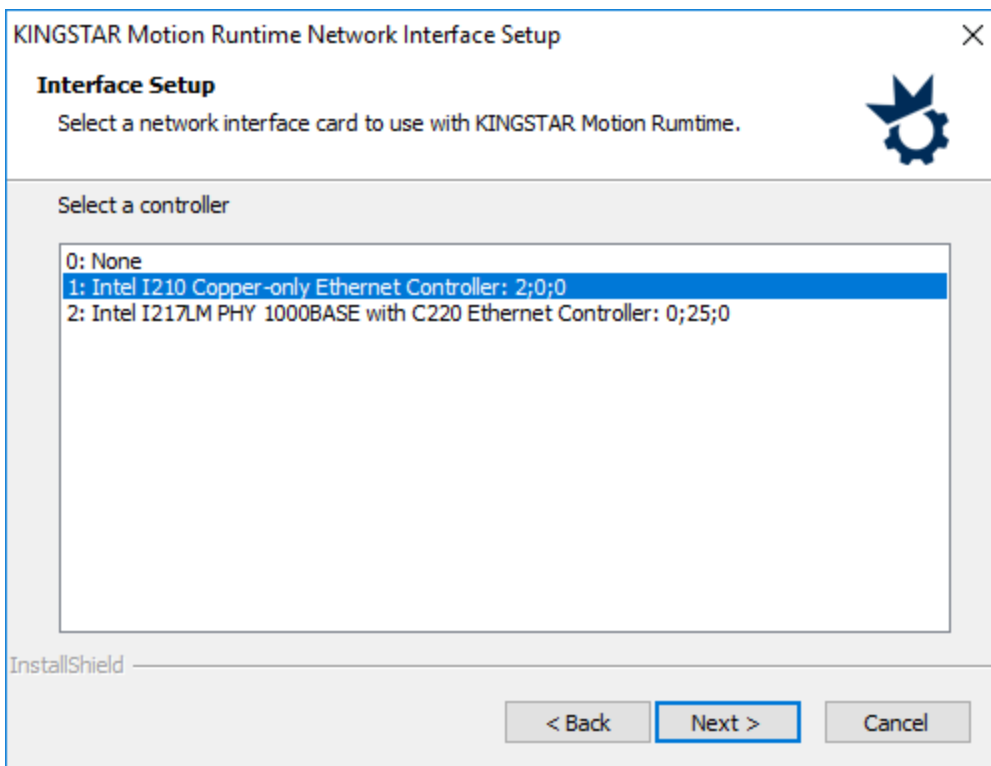 KINGSTAR Motion Runtime Network Interface Setup
Interface Setup
Select a network interface card to use with KINGSTAR Motion Rumtime.
Select a controller
0: None
1: Intel I210 Copper-only Ethernet Controller: 2;0;0
2: Intel I217LM PHY 1000BASE with C220 Ethernet Controller: 0;25;0
InstallShield
< Back
Next >
Cancel